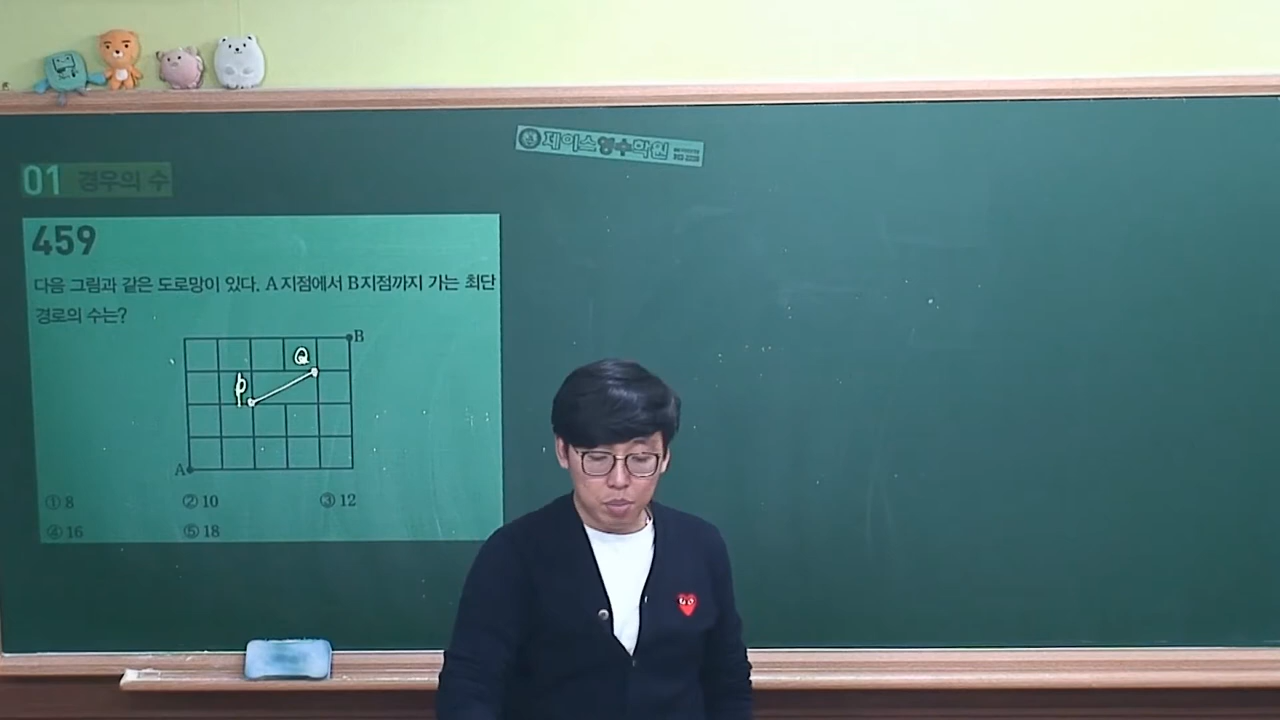 제이스영수학원
01 경우의 수
459
다음 그림과 같은 도로망이 있다. A지점에서 B지점까지 가는 최단
경로의 수는?
B
Q
P
A
① 8 ② 10 ③ 12
④ 16 ⑤ 18